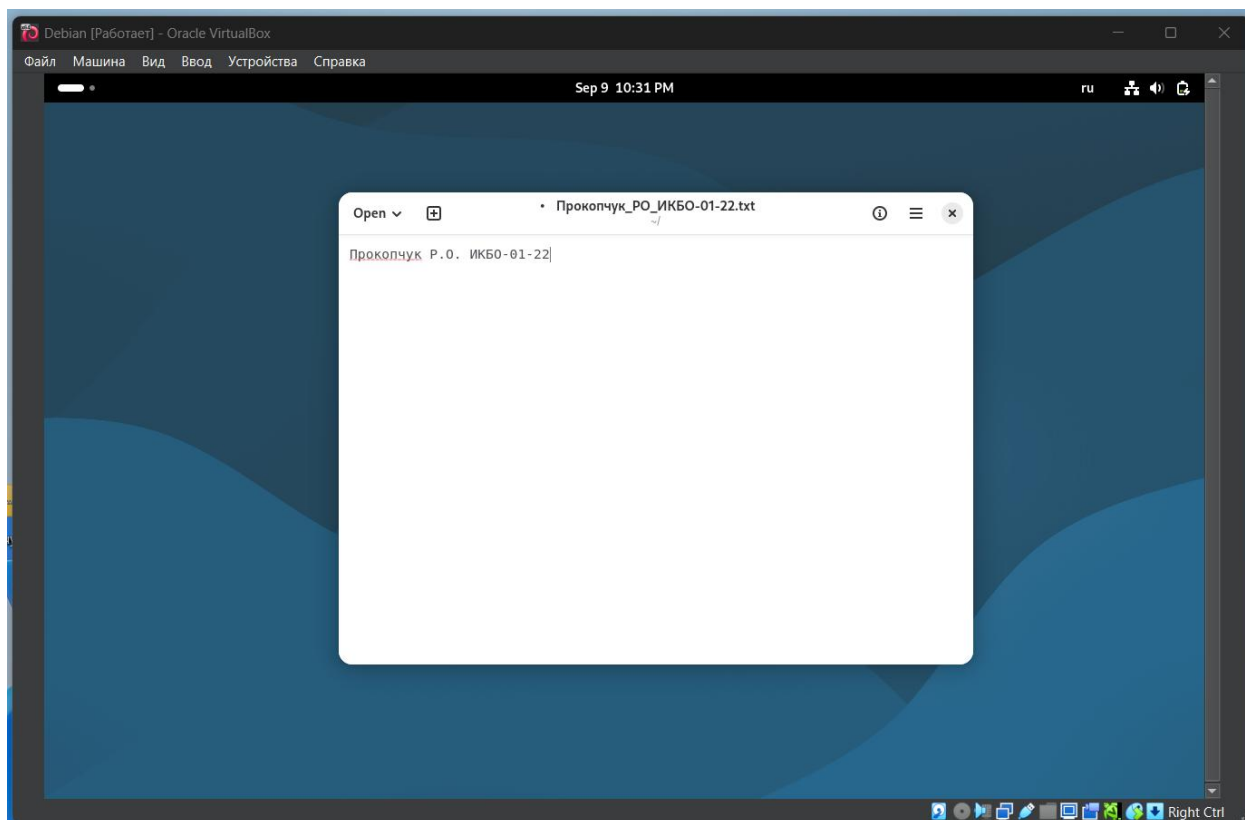 Debian [Работает] - Oracle VirtualBox
Файл Машина Вид Ввод Устройства Справка
Sep 9 10:31 PM ru
Open • Прокопчук_РО_ИКБО-01-22.txt
~/
Прокопчук Р.О. ИКБО-01-22
Right Ctrl